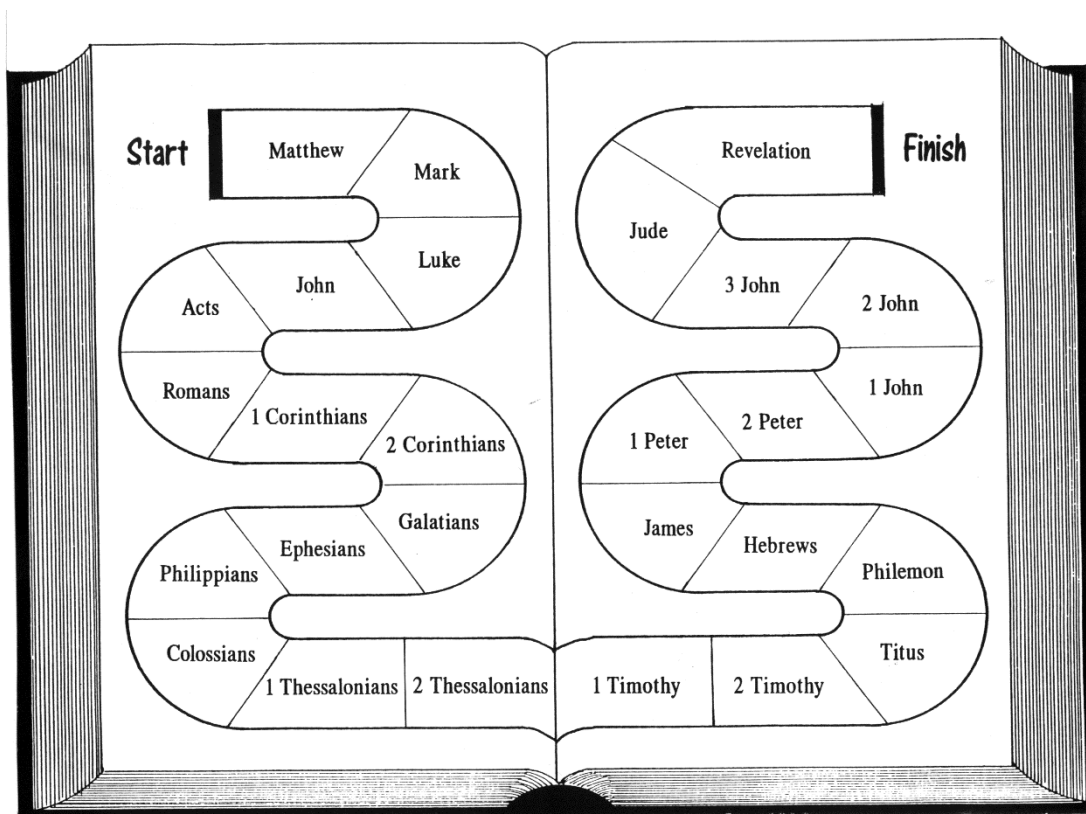 Start
Matthew
Mark
Luke
John
Acts
Romans
1 Corinthians
2 Corinthians
Galatians
Ephesians
Philippians
Colossians
1 Thessalonians
2 Thessalonians
1 Timothy
2 Timothy
Titus
Philemon
Hebrews
James
1 Peter
2 Peter
1 John
2 John
3 John
Jude
Revelation
Finish